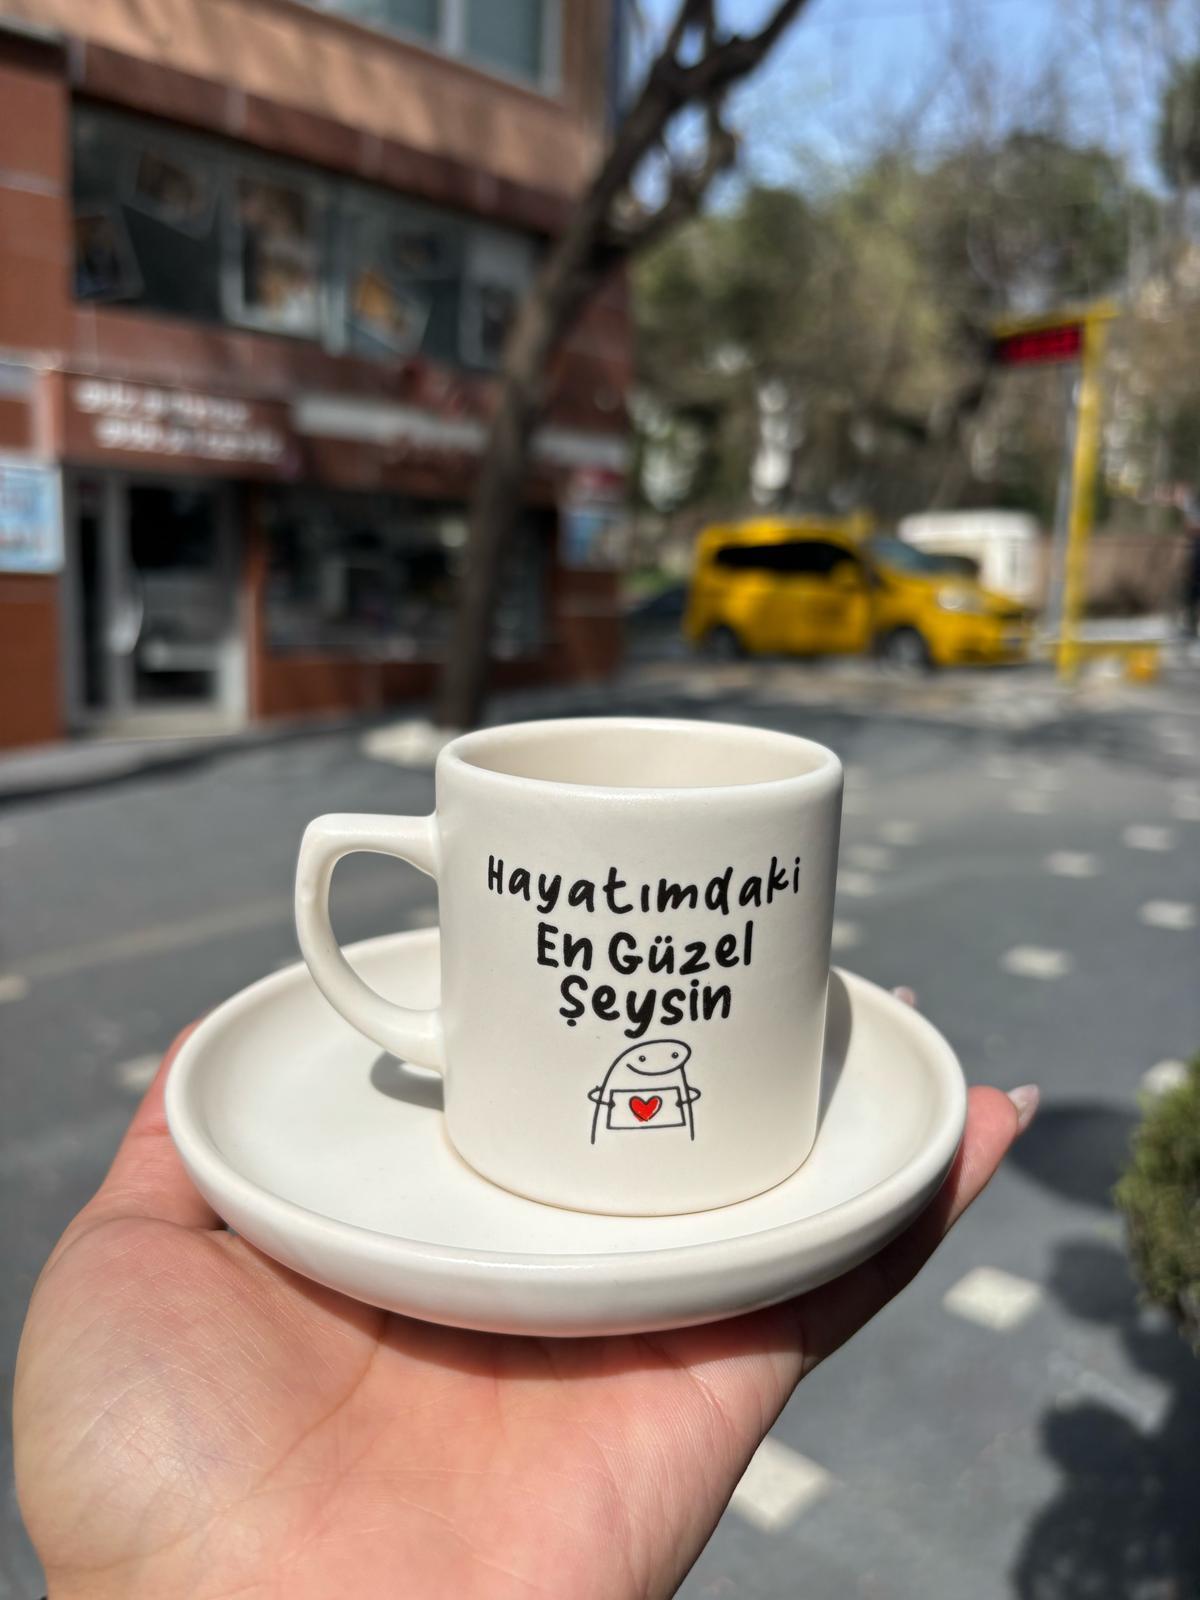 Hayatımdaki
En Güzel
Şeysin